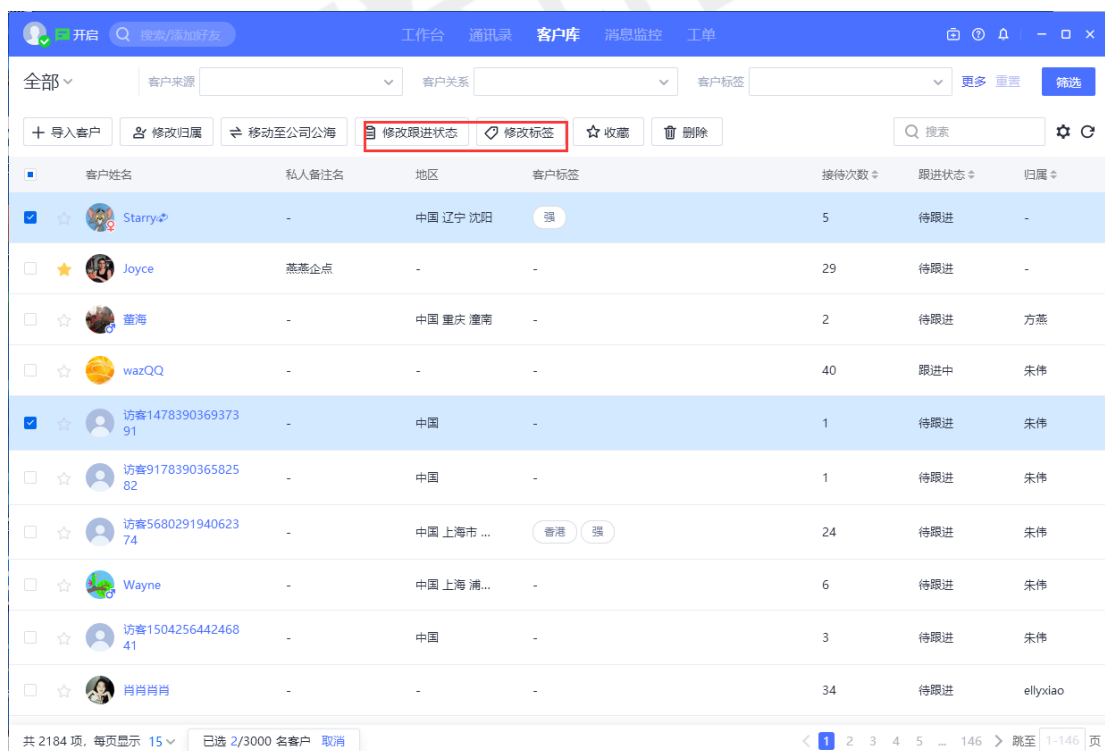 开启 搜索/添加好友 工作台 通讯录 客户库 消息监控 工单
全部 客户来源 客户关系 客户标签 更多 重置 筛选
导入客户 修改归属 移动至公司公海 修改跟进状态 修改标签 收藏 删除 搜索
客户姓名 私人备注名 地区 客户标签 接待次数 跟进状态 归属
Starry - 中国 辽宁 沈阳 强 5 待跟进 -
Joyce 燕燕企点 - - 29 待跟进 -
董海 - 中国 重庆 潼南 - 2 待跟进 方燕
wazQQ - - - 40 跟进中 朱伟
访客1478390369373
91 - 中国 - 1 待跟进 朱伟
访客9178390365825
82 - 中国 - 1 待跟进 朱伟
访客5680291940623
74 - 中国 上海市 ... 香港 强 24 待跟进 朱伟
Wayne - 中国 上海 浦... - 6 待跟进 朱伟
访客1504256442468
41 - 中国 - 3 待跟进 朱伟
肖肖肖肖 - - - 34 待跟进 ellyxiao
共 2184 项，每页显示 15 已选 2/3000 名客户 取消 1 2 3 4 5 ... 146 跳至 1-146 页